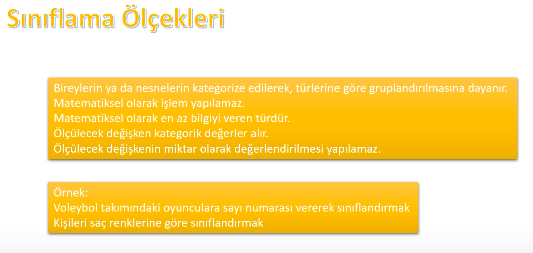 Sınıflama Ölçekleri
Bireylerin ya da nesnelerin kategorize edilerek, türlerine göre gruplandırılmasına dayanır.
Matematiksel olarak işlem yapılamaz.
Matematiksel olarak en az bilgiyi veren türdür.
Ölçülecek değişken kategorik değerler alır.
Ölçülecek değişkenin miktar olarak değerlendirilmesi yapılamaz.
Örnek:
Voleybol takımındaki oyunculara sayı numarası vererek sınıflandırmak
Kişileri saç renklerine göre sınıflandırmak